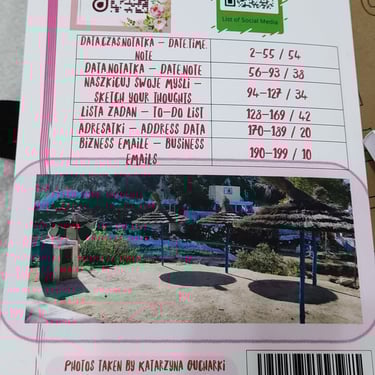 List of Social Media
DATA.CZAS.NOTATKA – DATE.TIME.NOTE 2-55 / 54
DATA.NOTATKA – DATE.NOTE 56-93 / 38
NASZKICUJ SWOJE MYŚLI – SKETCH YOUR THOUGHTS 94-127 / 34
LISTA ZADAN – TO-DO LIST 128-169 / 42
ADRESATKI – ADDRESS DATA 170-189 / 20
BIZNESS EMAILE – BUSINESS EMAILS 190-199 / 10
PHOTOS TAKEN BY KATARZYNA GUCHARKI